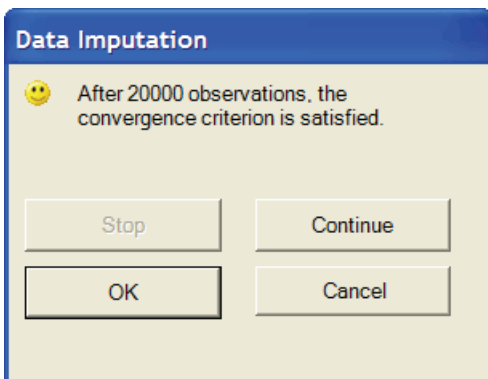 Data Imputation
After 20000 observations, the
convergence criterion is satisfied.
Stop
Continue
OK
Cancel